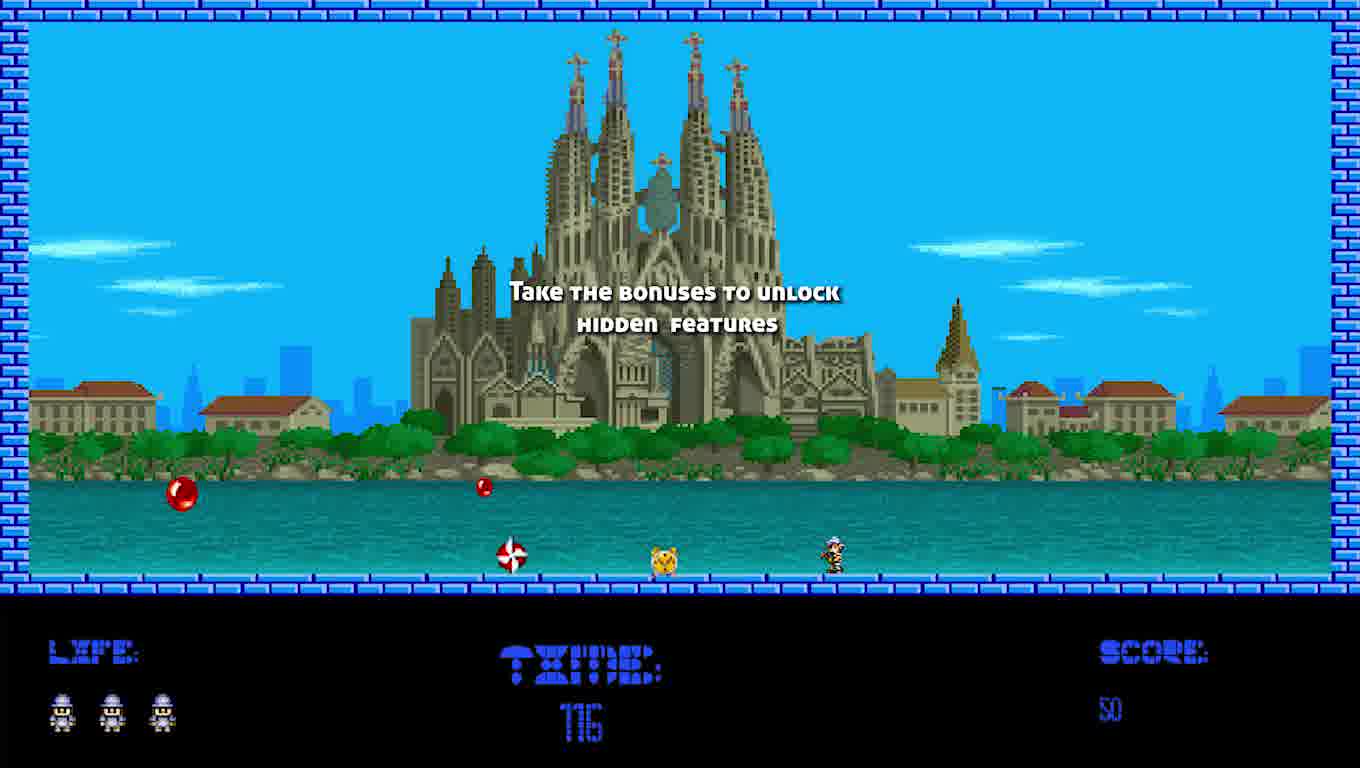 Take the bonuses to unlock
hidden features
LIFE:
TIME:
SCORE:
116
50